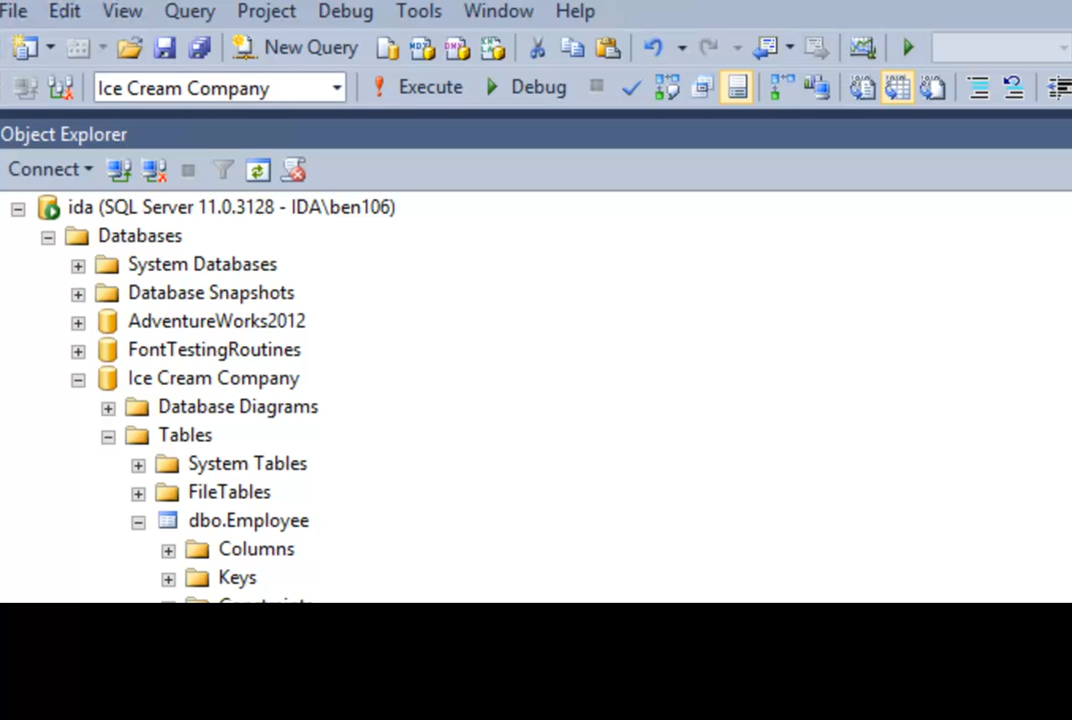 File Edit View Query Project Debug Tools Window Help
New Query
Ice Cream Company Execute Debug
Object Explorer
Connect
ida (SQL Server 11.0.3128 - IDA\ben106)
Databases
System Databases
Database Snapshots
AdventureWorks2012
FontTestingRoutines
Ice Cream Company
Database Diagrams
Tables
System Tables
FileTables
dbo.Employee
Columns
Keys